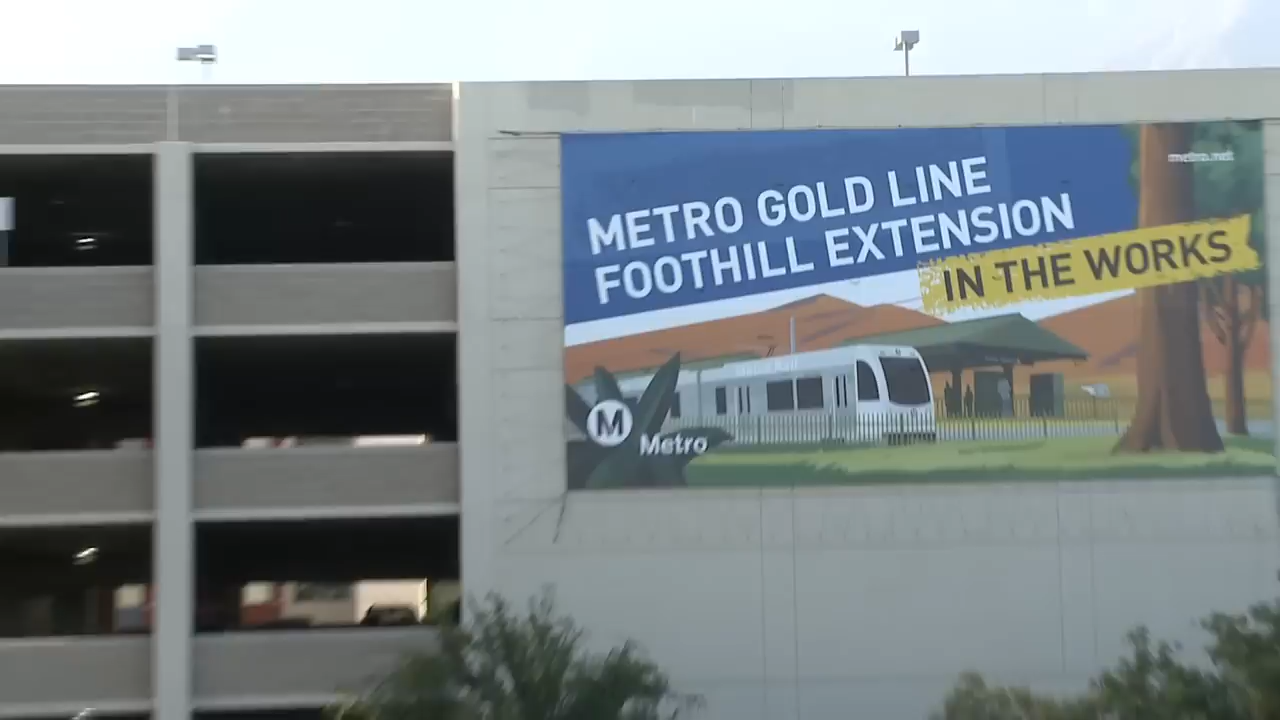 metro.net
METRO GOLD LINE
FOOTHILL EXTENSION
IN THE WORKS
M
Metro